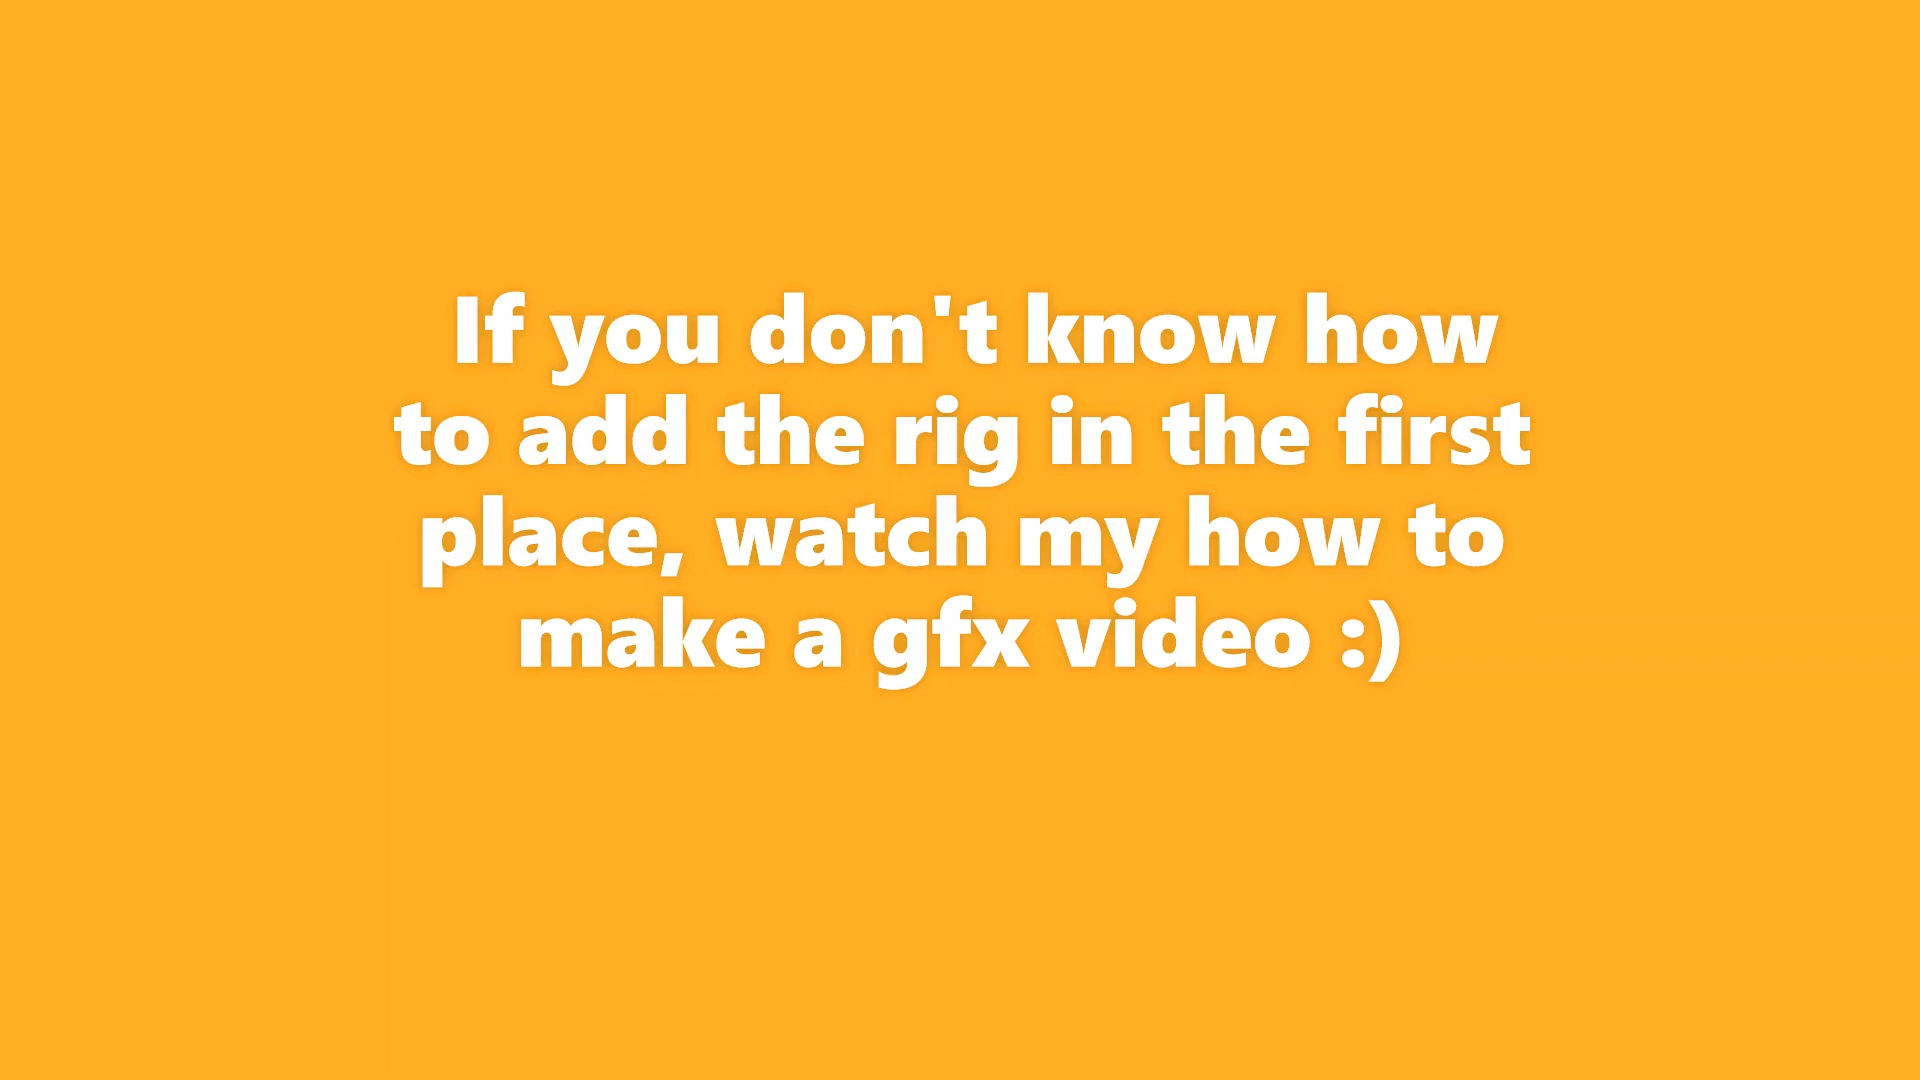 If you don't know how
to add the rig in the first
place, watch my how to
make a gfx video :)